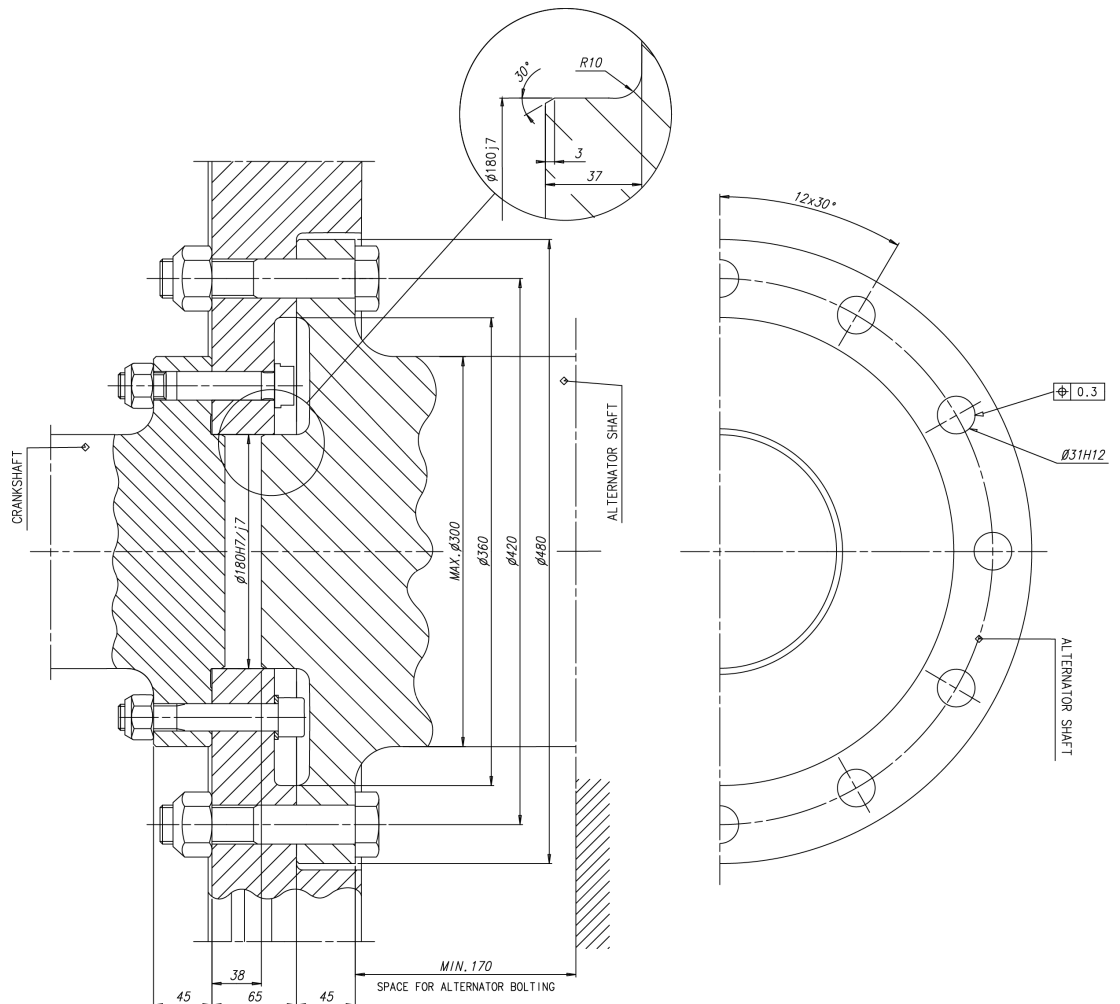 30°
R10
3
37
Ø180j7
12x30°
⌖ 0.3
Ø31H12
CRANKSHAFT
ALTERNATOR SHAFT
Ø180H7/j7
MAX.Ø300
Ø360
Ø420
Ø480
ALTERNATOR SHAFT
38
MIN.170
SPACE FOR ALTERNATOR BOLTING
45
65
45